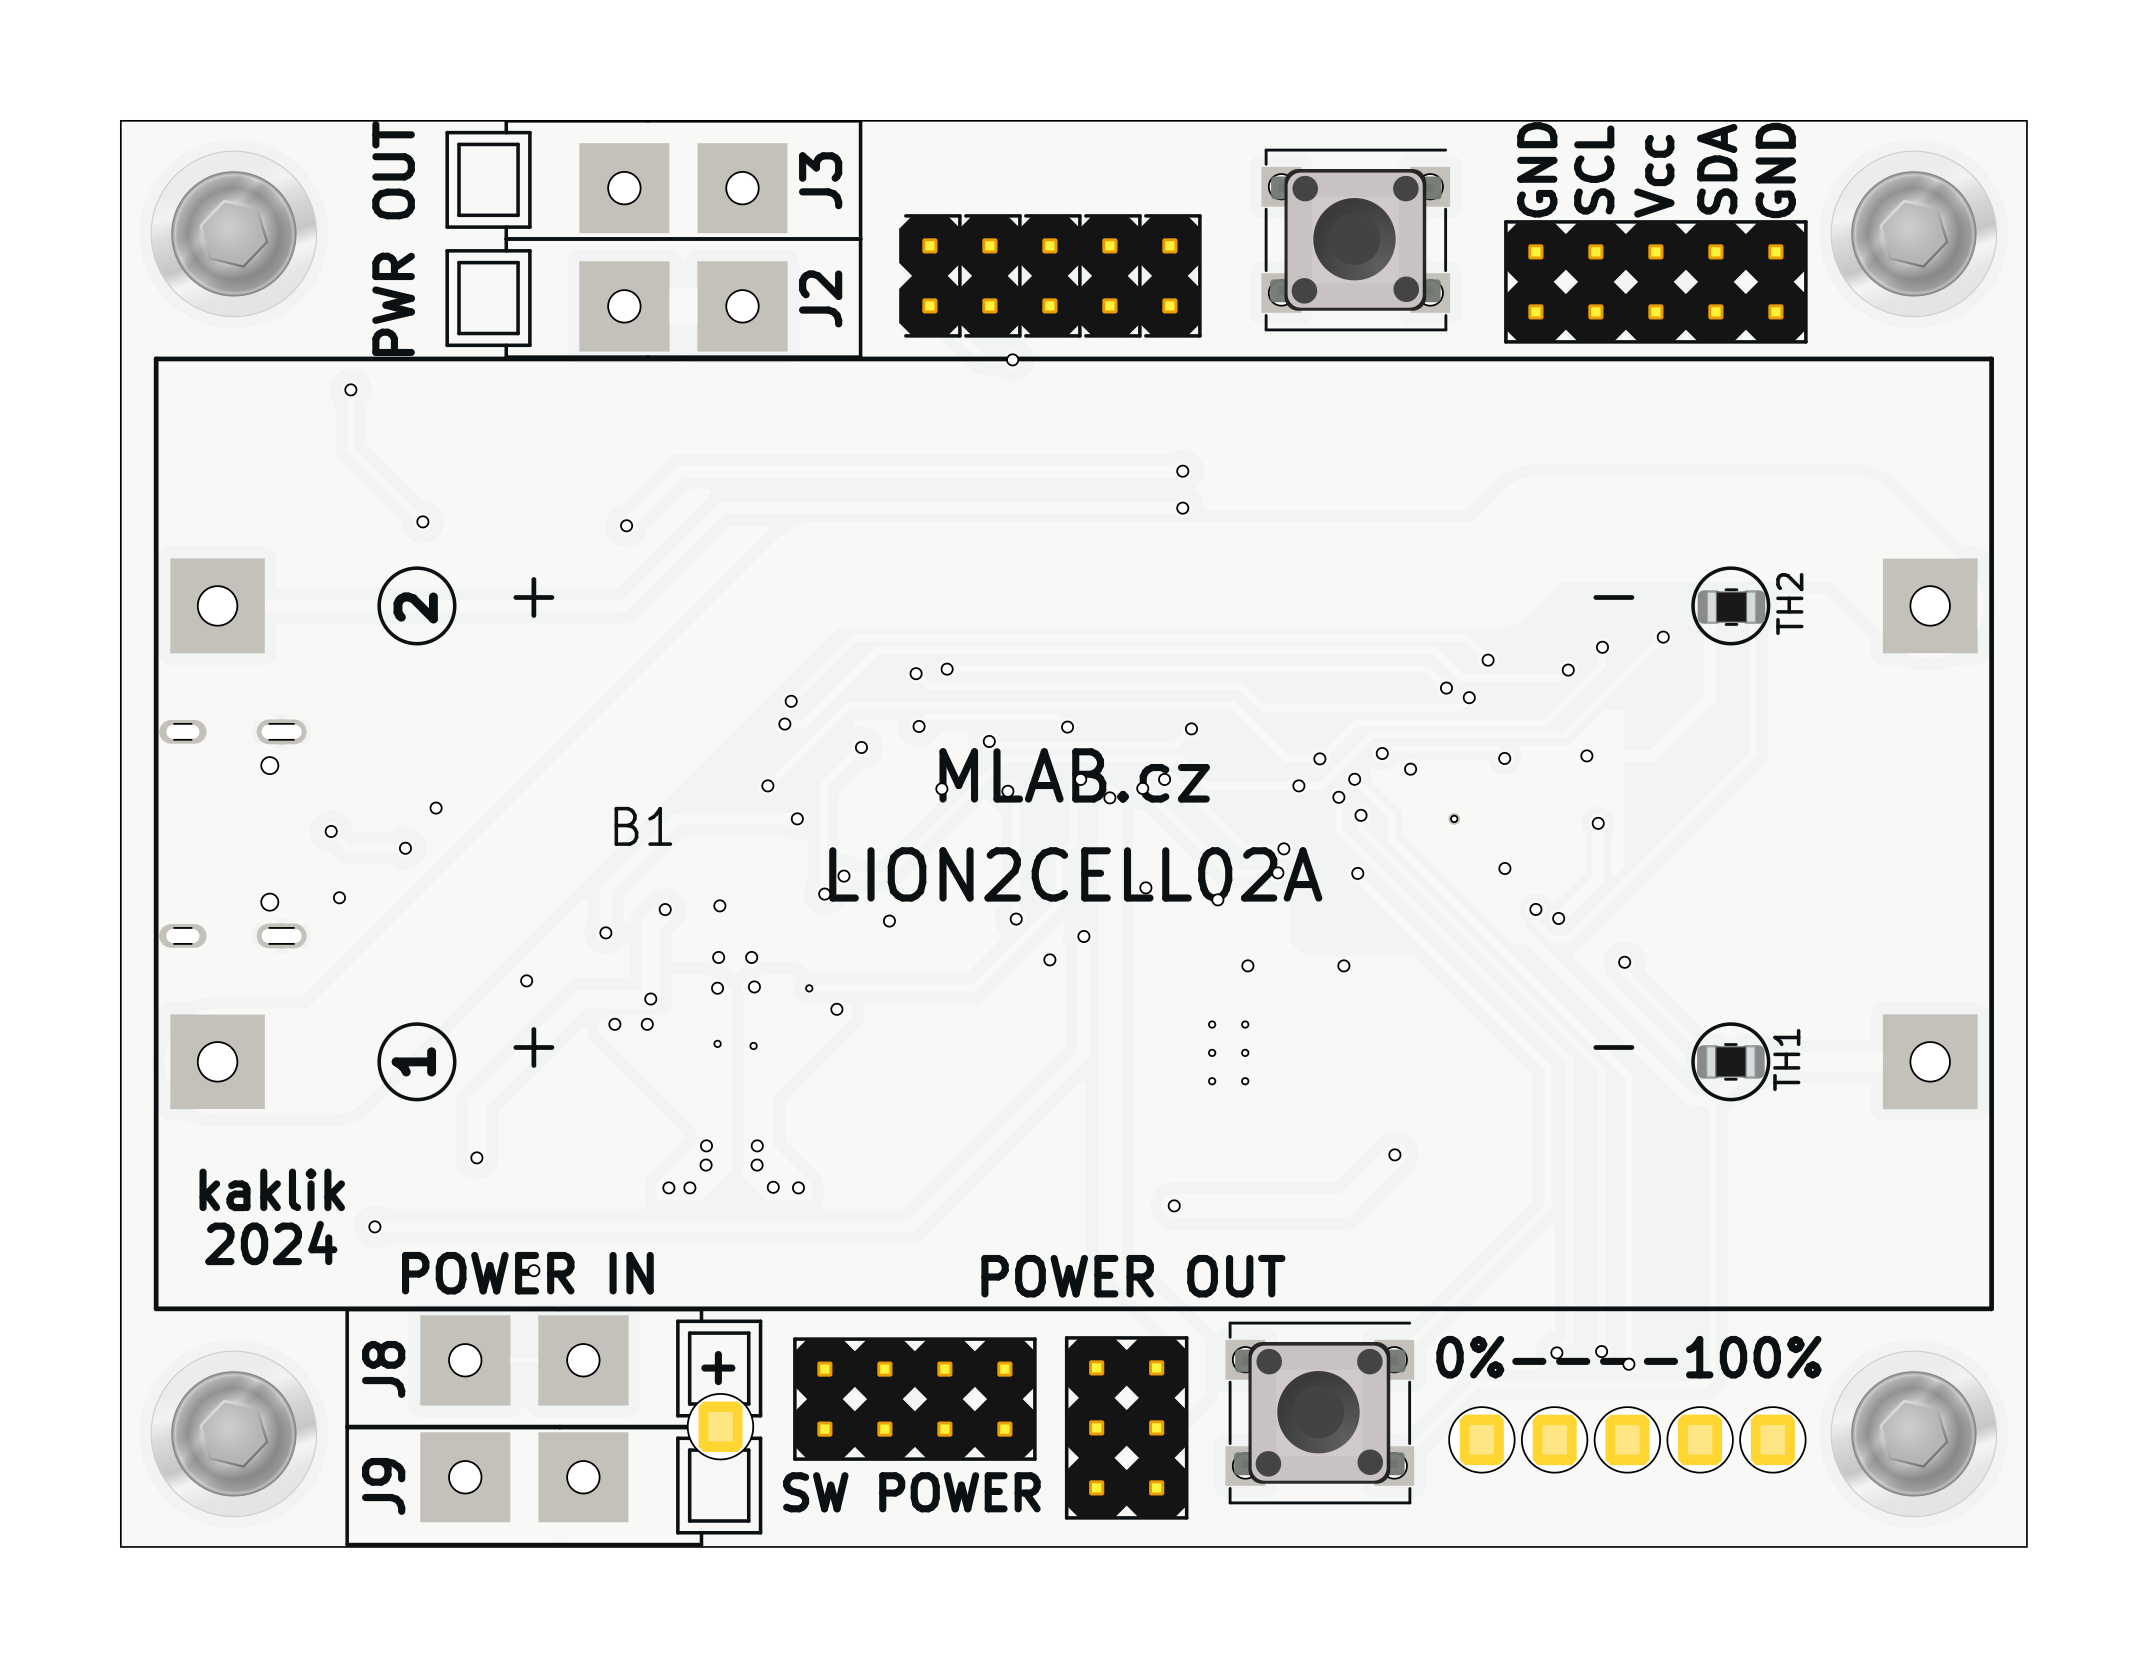 PWR OUT
J3
J2
GND
SCL
Vcc
SDA
GND
2
+
-
TH2
MLAB.cz
B1
LION2CELL02A
1
+
-
TH1
kaklik
2024
POWER IN
POWER OUT
J8
+
0%----100%
J9
SW POWER